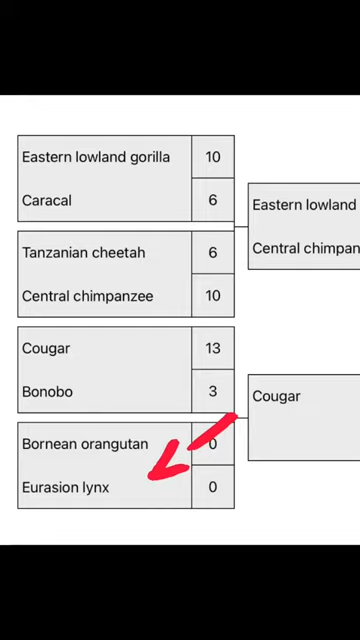 Eastern lowland gorilla 10
Caracal 6
Eastern lowland
Tanzanian cheetah 6
Central chimpan
Central chimpanzee 10
Cougar 13
Bonobo 3
Cougar
Bornean orangutan 0
Eurasion lynx 0